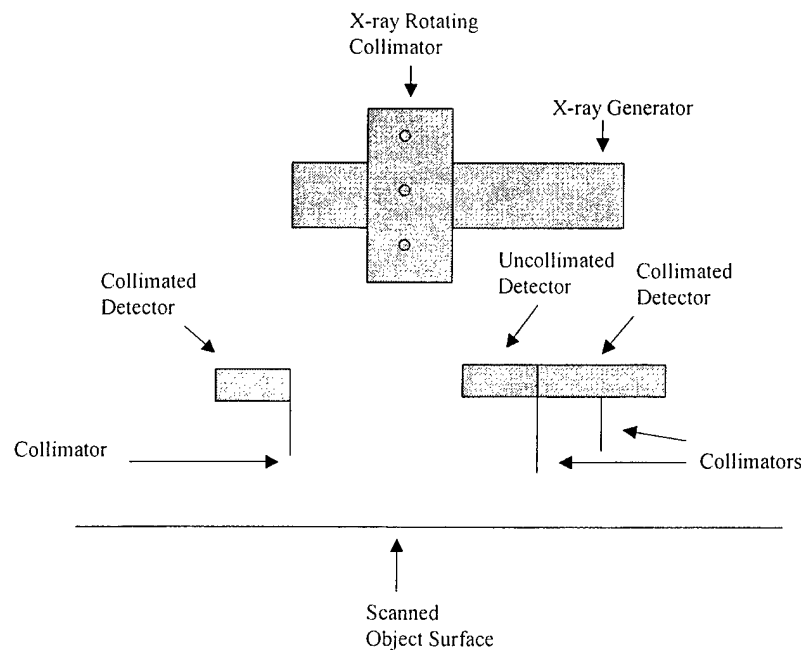 X-ray Rotating
Collimator
X-ray Generator
Uncollimated
Detector
Collimated
Detector
Collimated
Detector
Collimator
Collimators
Scanned
Object Surface